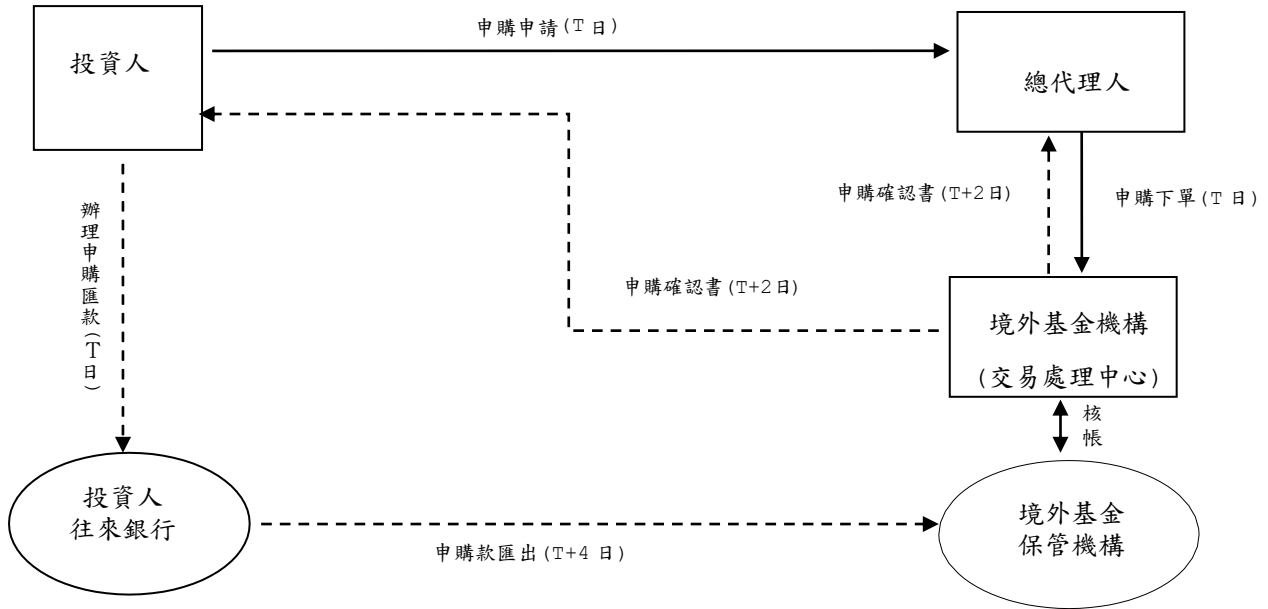 申購申請(T日)
投資人
總代理人
申購確認書(T+2日)
申購下單(T日)
辦理申購匯款(T日)
申購確認書(T+2日)
境外基金機構
(交易處理中心)
核
帳
投資人
往來銀行
境外基金
保管機構
申購款匯出(T+4日)